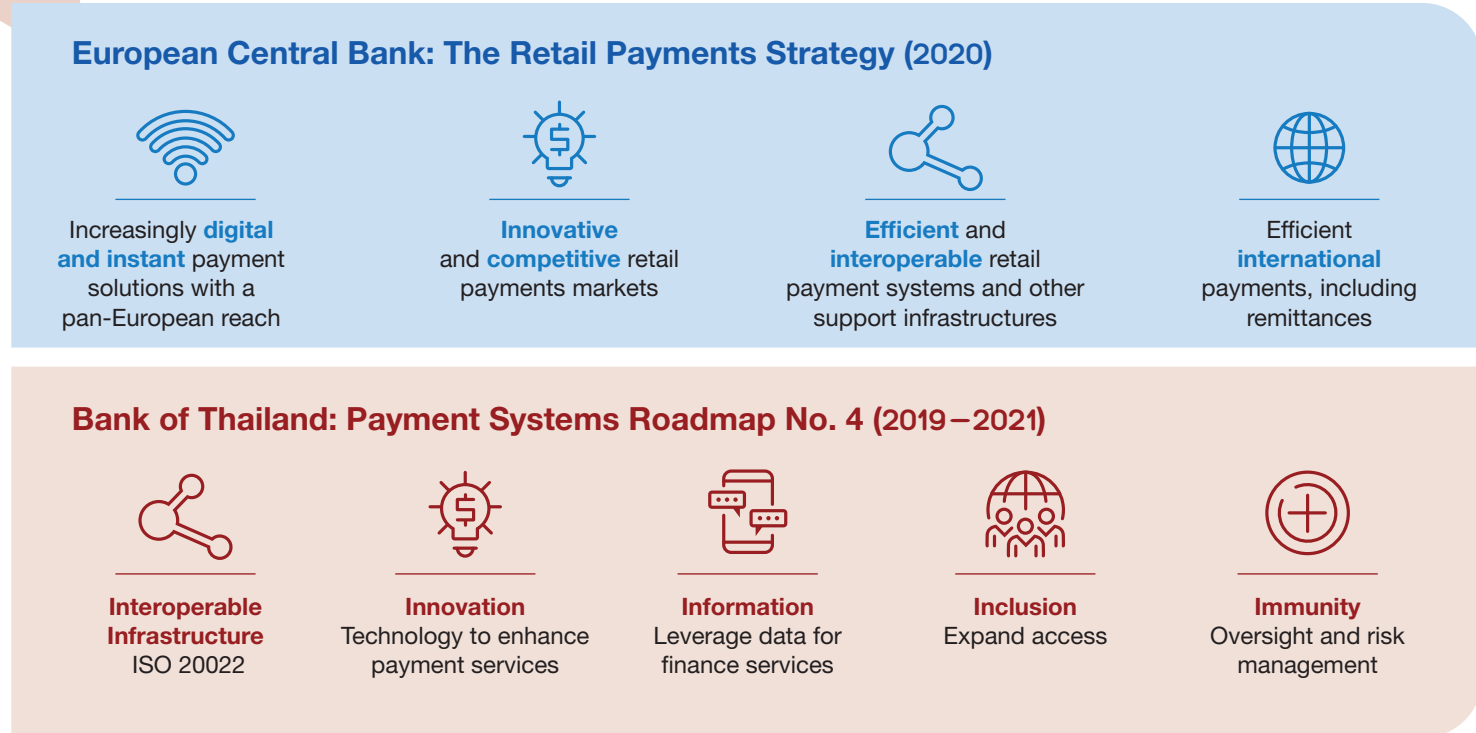 European Central Bank: The Retail Payments Strategy (2020)
Increasingly digital
and instant payment
solutions with a
pan-European reach
Innovative
and competitive retail
payments markets
Efficient and
interoperable retail
payment systems and other
support infrastructures
Efficient
international
payments, including
remittances
Bank of Thailand: Payment Systems Roadmap No. 4 (2019–2021)
Interoperable
Infrastructure
ISO 20022
Innovation
Technology to enhance
payment services
Information
Leverage data for
finance services
Inclusion
Expand access
Immunity
Oversight and risk
management